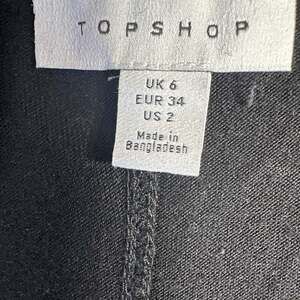 TOPSHOP
UK 6
EUR 34
US 2
Made in
Bangladesh